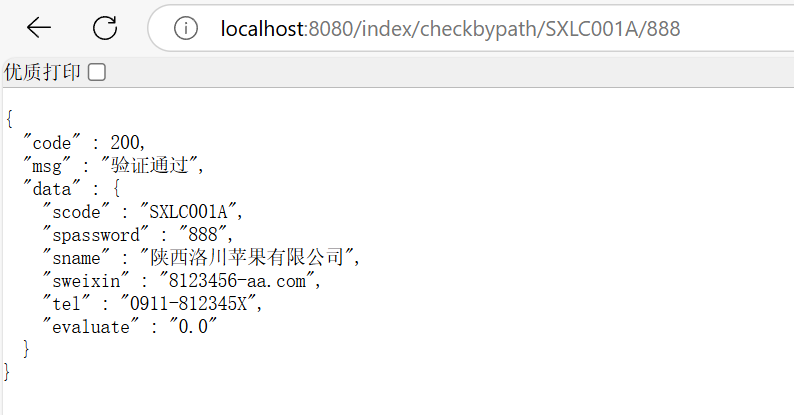 localhost:8080/index/checkbypath/SXLC001A/888
优质打印
{
"code" : 200,
"msg" : "验证通过",
"data" : {
"scode" : "SXLC001A",
"spassword" : "888",
"sname" : "陕西洛川苹果有限公司",
"sweixin" : "8123456-aa.com",
"tel" : "0911-812345X",
"evaluate" : "0.0"
}
}